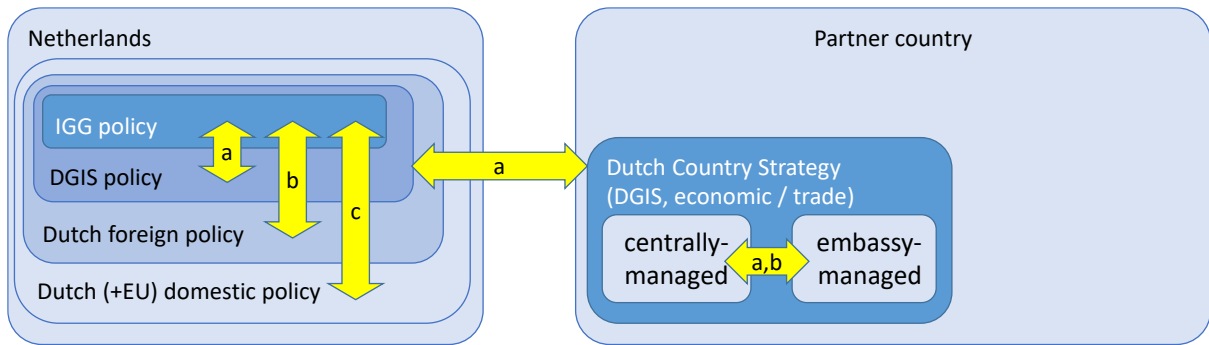 Netherlands
IGG policy
a
DGIS policy
b
c
Dutch foreign policy
Dutch (+EU) domestic policy
a
Partner country
Dutch Country Strategy
(DGIS, economic / trade)
centrally-
managed
a,b
embassy-
managed